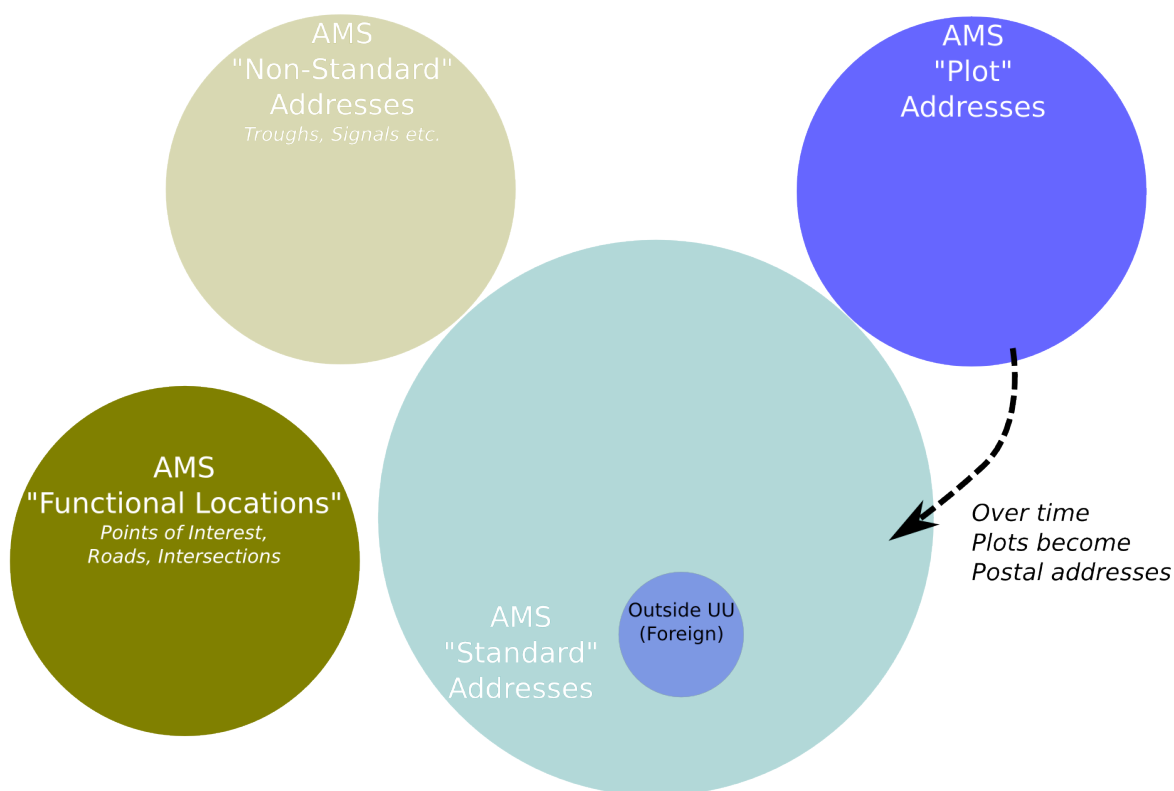 AMS
"Non-Standard"
Addresses
Troughs, Signals etc.
AMS
"Plot"
Addresses
AMS
"Functional Locations"
Points of Interest,
Roads, Intersections
Over time
Plots become
Postal addresses
Outside UU
(Foreign)
AMS
"Standard"
Addresses